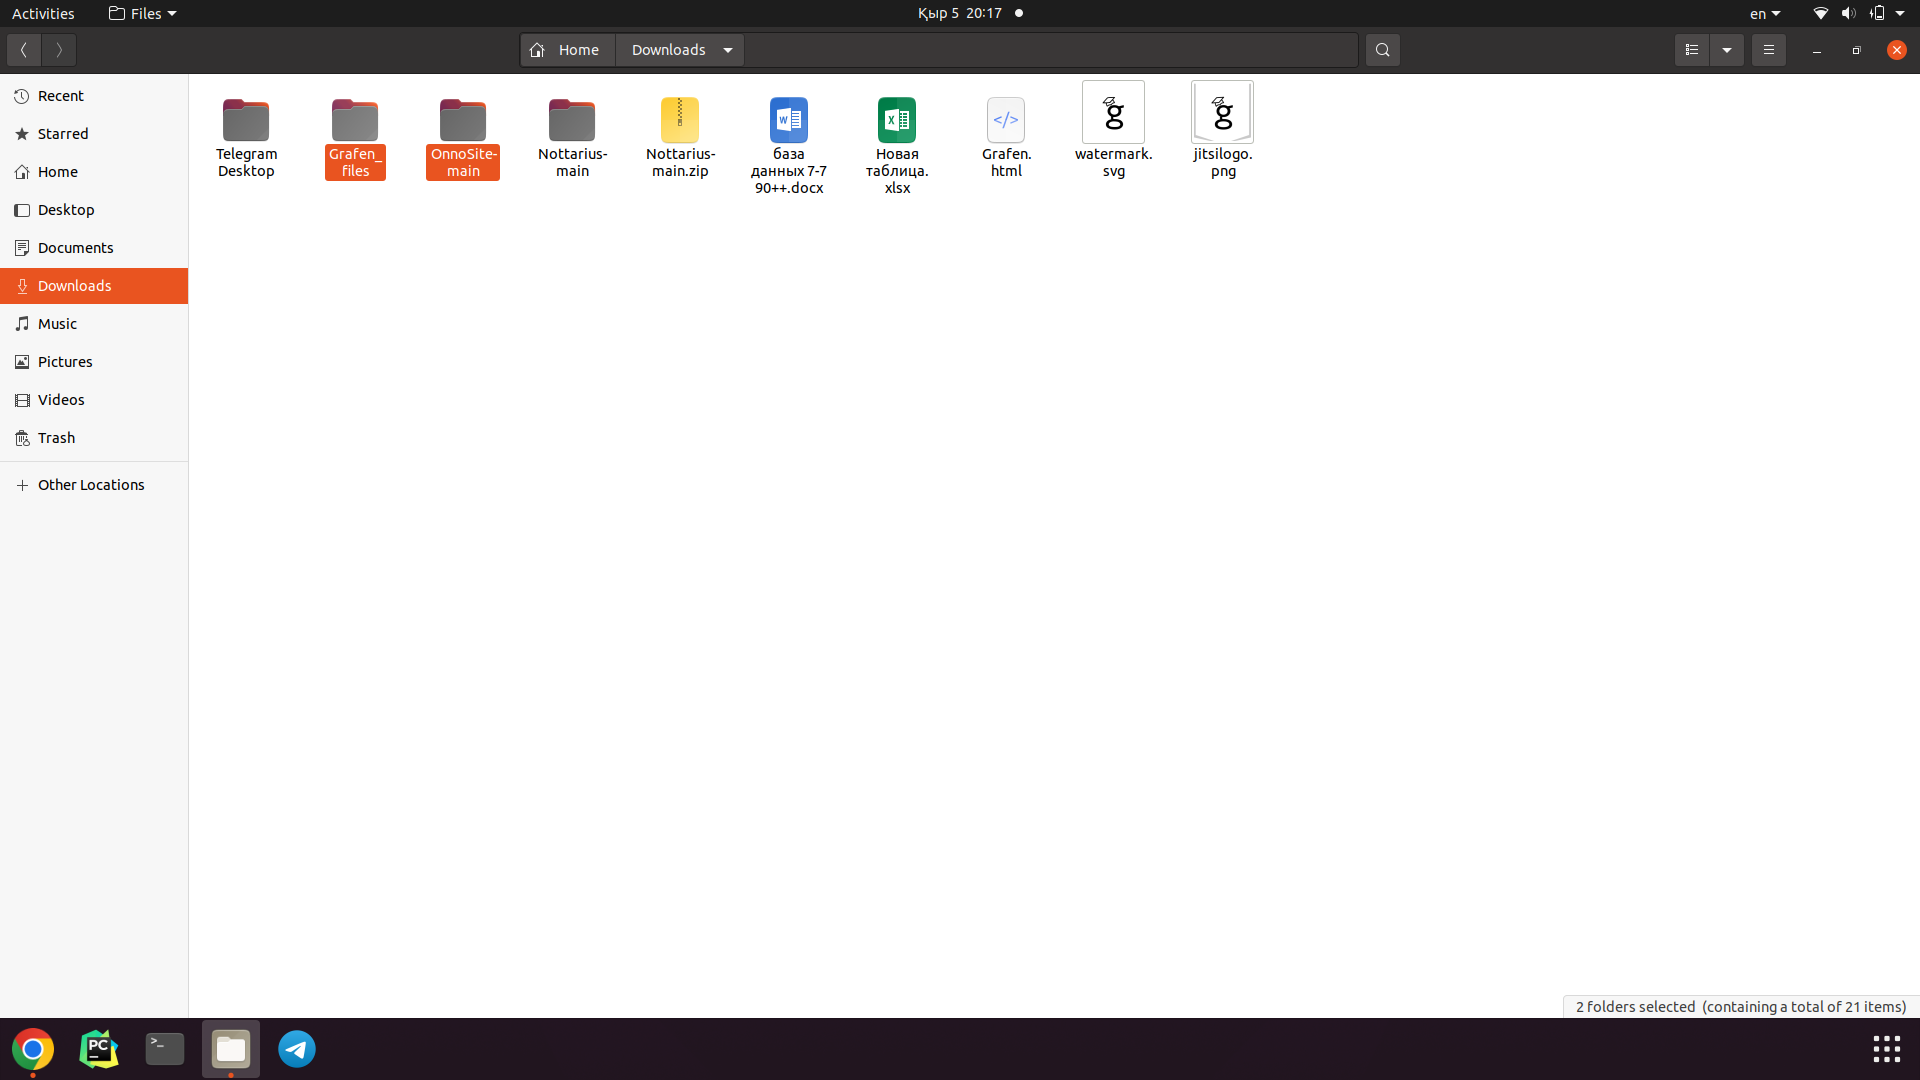 Activities
Files
Қыр 5 20:17
en
Home
Downloads
Recent
Starred
Home
Desktop
Documents
Downloads
Music
Pictures
Videos
Trash
Other Locations
Telegram
Desktop
Grafen_
files
OnnoSite-
main
Nottarius-
main
Nottarius-
main.zip
W
база
данных 7-7
90++.docx
X
Новая
таблица.
xlsx
</>
Grafen.
html
g
watermark.
svg
g
jitsilogo.
png
2 folders selected (containing a total of 21 items)
PC
>_